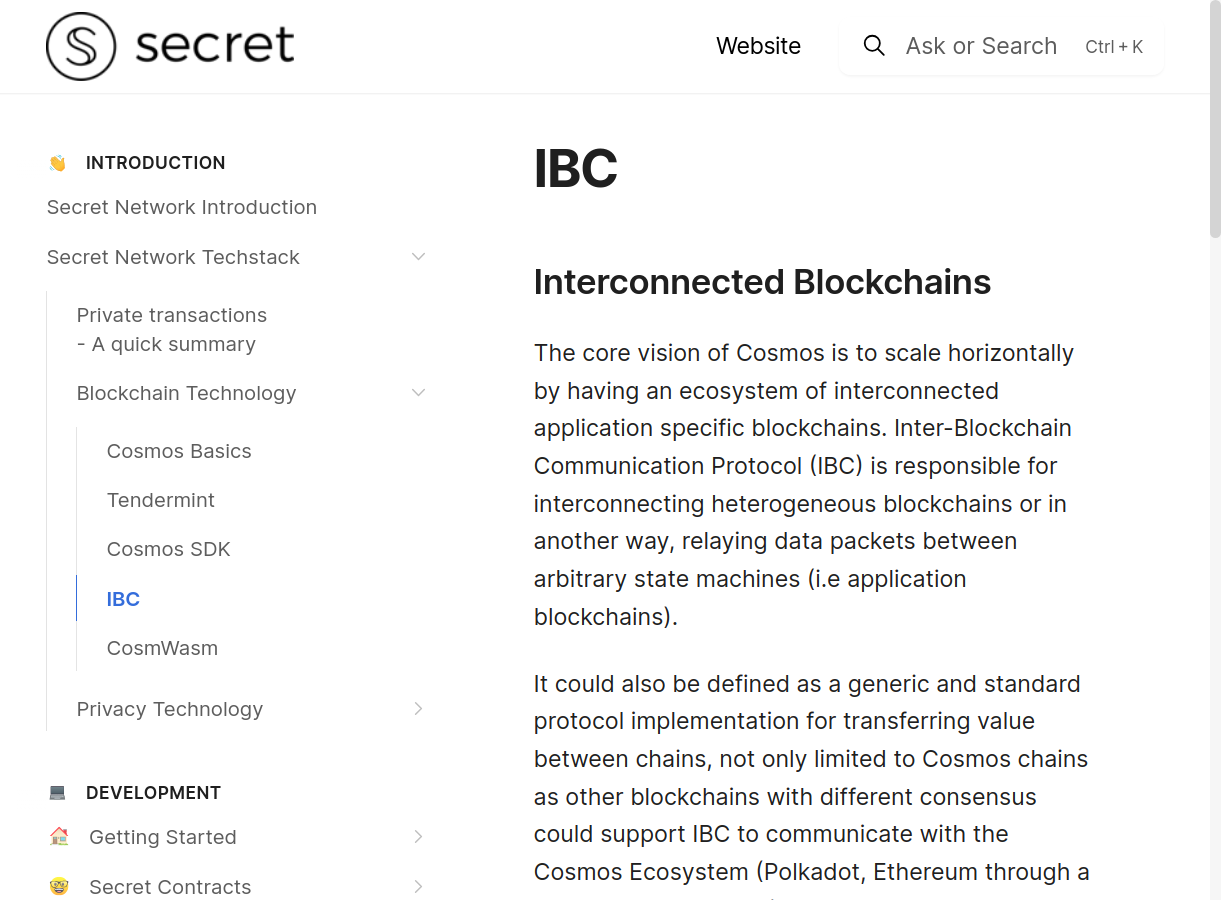 secret
Website
Ask or Search
Ctrl + K
INTRODUCTION
Secret Network Introduction
Secret Network Techstack
Private transactions
- A quick summary
Blockchain Technology
Cosmos Basics
Tendermint
Cosmos SDK
IBC
CosmWasm
Privacy Technology
DEVELOPMENT
Getting Started
Secret Contracts
IBC
Interconnected Blockchains
The core vision of Cosmos is to scale horizontally
by having an ecosystem of interconnected
application specific blockchains. Inter-Blockchain
Communication Protocol (IBC) is responsible for
interconnecting heterogeneous blockchains or in
another way, relaying data packets between
arbitrary state machines (i.e application
blockchains).
It could also be defined as a generic and standard
protocol implementation for transferring value
between chains, not only limited to Cosmos chains
as other blockchains with different consensus
could support IBC to communicate with the
Cosmos Ecosystem (Polkadot, Ethereum through a